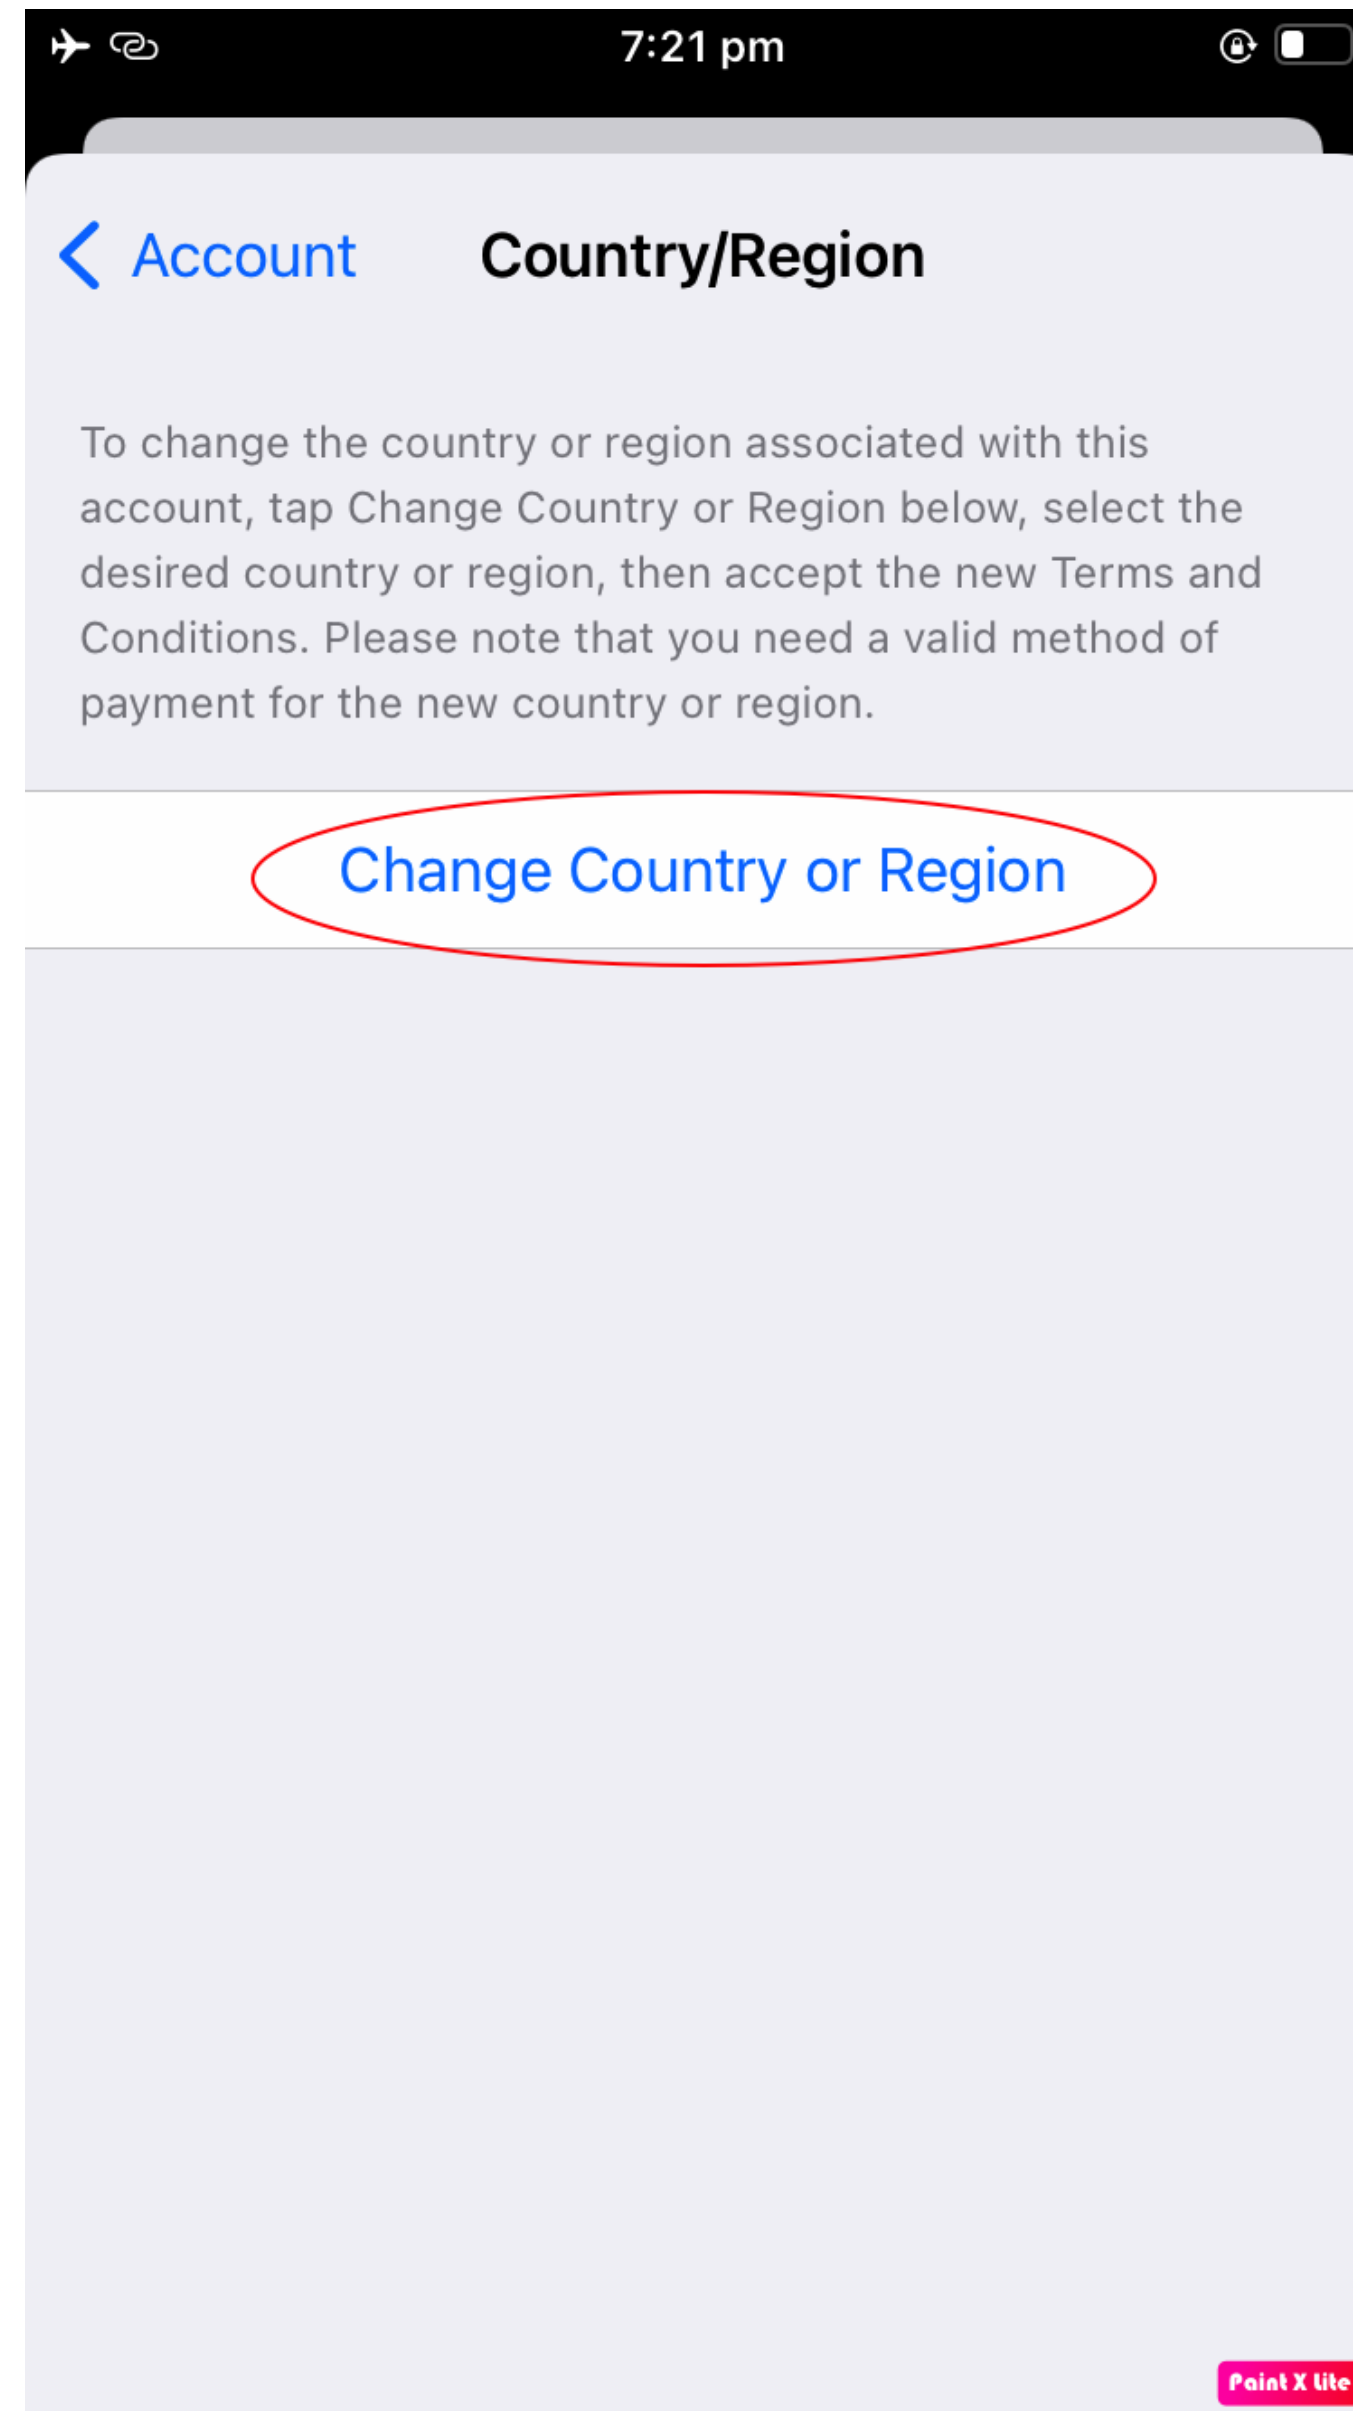 7:21 pm
Account
Country/Region
To change the country or region associated with this
account, tap Change Country or Region below, select the
desired country or region, then accept the new Terms and
Conditions. Please note that you need a valid method of
payment for the new country or region.
Change Country or Region
Paint X lite